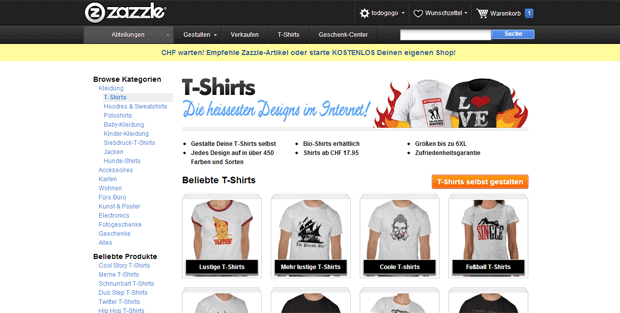 zazzle
todogogo Wunschzettel Warenkorb 1
Abteilungen Gestalten Verkaufen T-Shirts Geschenk-Center Suche
CHF warten! Empfehle Zazzle-Artikel oder starte KOSTENLOS Deinen eigenen Shop!
Browse Kategorien
Kleidung
T-Shirts
Hoodies & Sweatshirts
Poloshirts
Baby-Kleidung
Kinder-Kleidung
Siebdruck-T-Shirts
Jacken
Hunde-Shirts
Accessoires
Karten
Wohnen
Fürs Büro
Kunst & Poster
Electronics
Fotogeschenke
Geschenke
Alles
Beliebte Produkte
Cool Story T-Shirts
Meme T-Shirts
Schnurrbart T-Shirts
Dub Step T-Shirts
Twitter T-Shirts
Hip Hop T-Shirts
T-Shirts
Die heissesten Designs im Internet!
LOVE
Gestalte Deine T-Shirts selbst
Jedes Design auf in über 450
Farben und Sorten
Bio-Shirts erhältlich
Shirts ab CHF 17.95
Größen bis zu 6XL
Zufriedenheitsgarantie
Beliebte T-Shirts
T-Shirts selbst gestalten
The Pirate Bay
SINGLE
Lustige T-Shirts
Mehr lustige T-Shirts
Coole T-shirts
Fußball T-Shirts